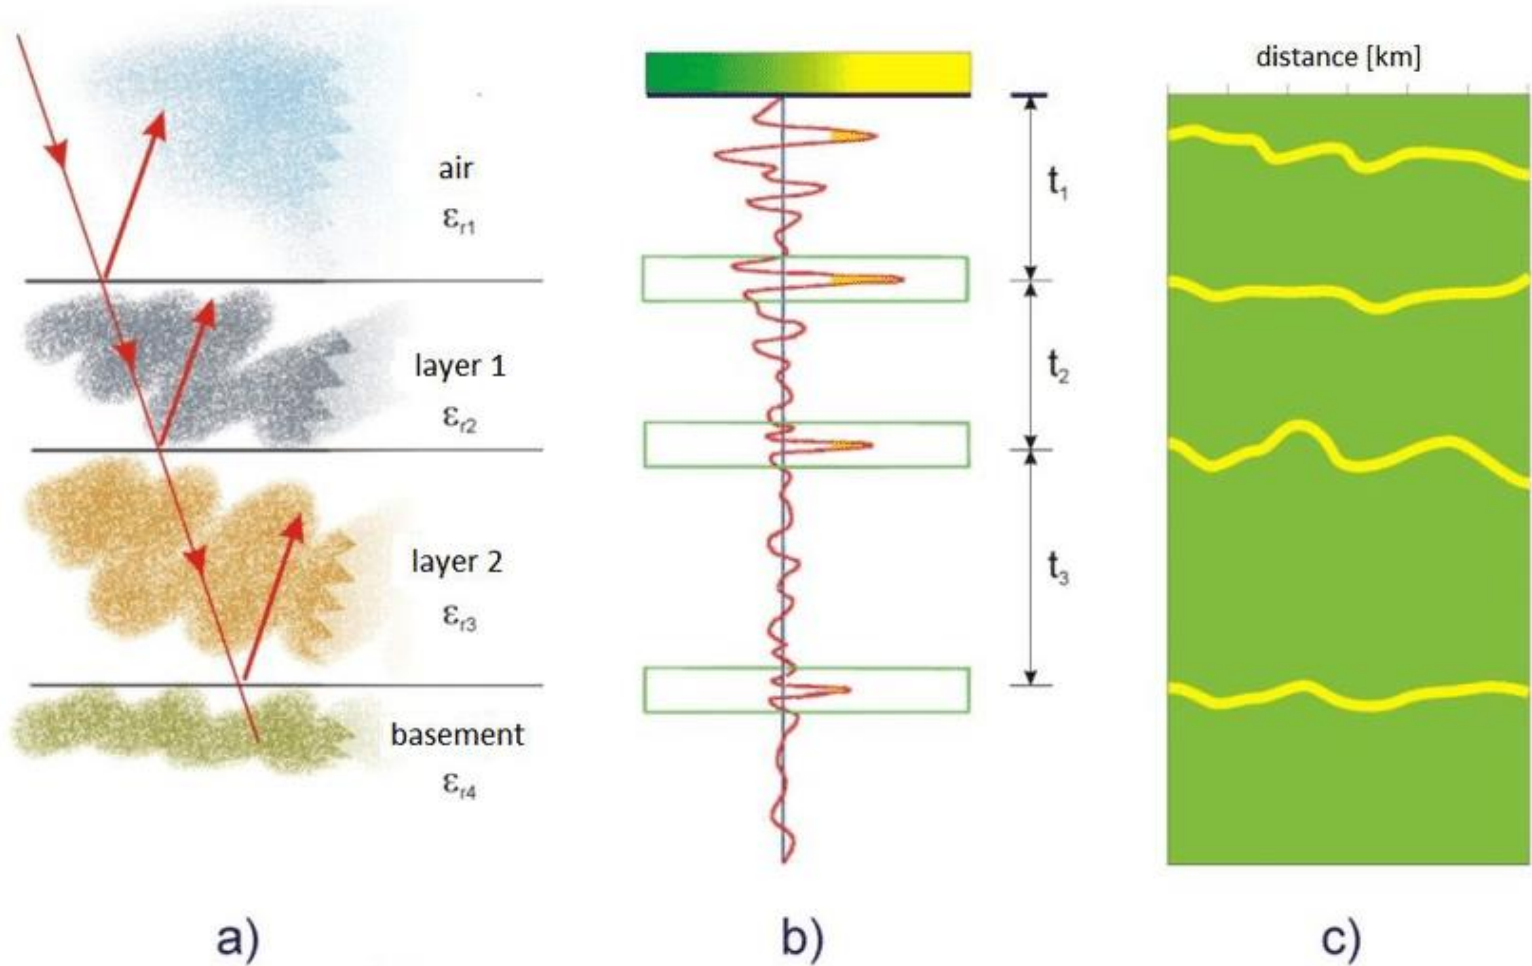 air
εr1
layer 1
εr2
layer 2
εr3
basement
εr4
a)
t1
t2
t3
b)
distance [km]
c)